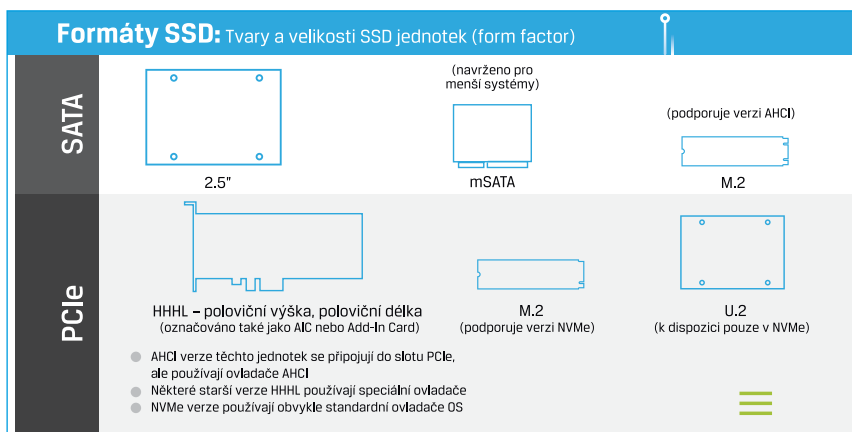 Formáty SSD: Tvary a velikosti SSD jednotek (form factor)
SATA
2.5"
(navrženo pro
menší systémy)
mSATA
(podporuje verzi AHCI)
M.2
PCIe
HHHL – poloviční výška, poloviční délka
(označováno také jako AIC nebo Add-In Card)
M.2
(podporuje verzi NVMe)
U.2
(k dispozici pouze v NVMe)
AHCI verze těchto jednotek se připojují do slotu PCIe,
ale používají ovladače AHCI
Některé starší verze HHHL používají speciální ovladače
NVMe verze používají obvykle standardní ovladače OS